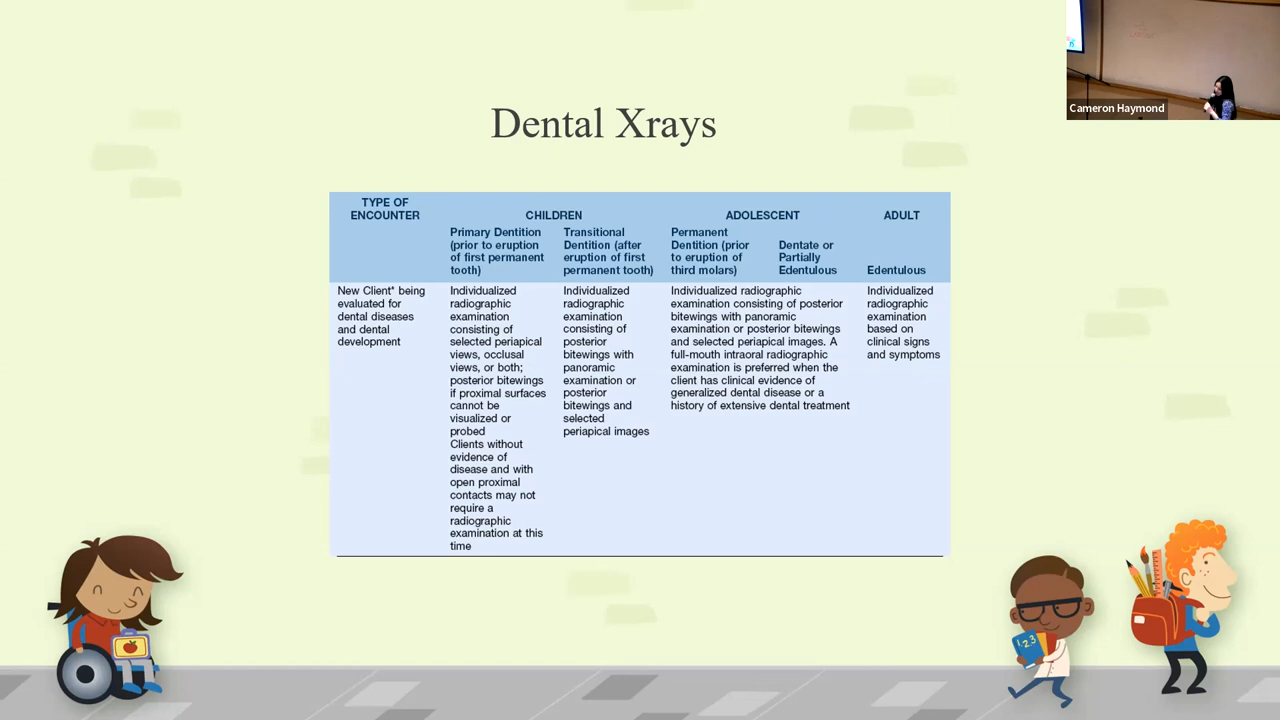 Cameron Haymond
Dental Xrays
TYPE OF
ENCOUNTER
CHILDREN
ADOLESCENT
ADULT
Primary Dentition
(prior to eruption
of first permanent
tooth)
Transitional
Dentition (after
eruption of first
permanent tooth)
Permanent
Dentition (prior
to eruption of
third molars)
Dentate or
Partially
Edentulous
Edentulous
New Client* being
evaluated for
dental diseases
and dental
development
Individualized
radiographic
examination
consisting of
selected periapical
views, occlusal
views, or both;
posterior bitewings
if proximal surfaces
cannot be
visualized or
probed
Clients without
evidence of
disease and with
open proximal
contacts may not
require a
radiographic
examination at this
time
Individualized
radiographic
examination
consisting of
posterior
bitewings with
panoramic
examination or
posterior
bitewings and
selected
periapical images
Individualized radiographic
examination consisting of posterior
bitewings with panoramic
examination or posterior bitewings
and selected periapical images. A
full-mouth intraoral radiographic
examination is preferred when the
client has clinical evidence of
generalized dental disease or a
history of extensive dental treatment
Individualized
radiographic
examination
based on
clinical signs
and symptoms
1 2 3